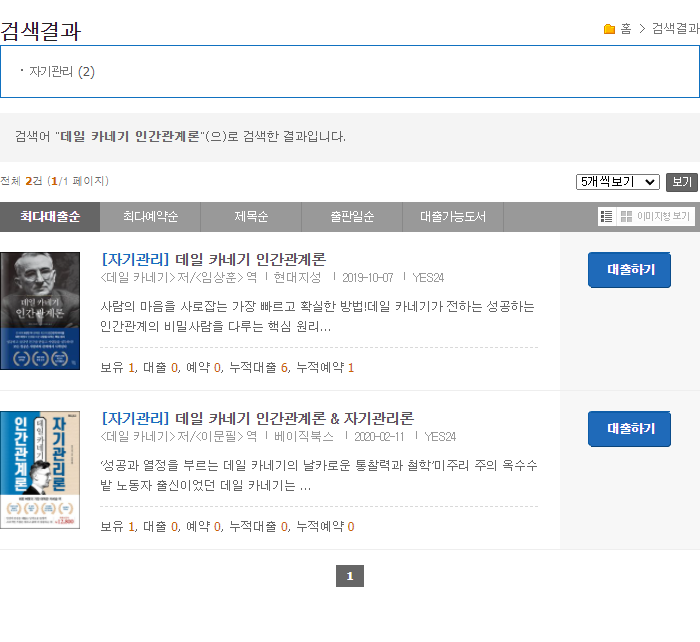 검색결과
홈 > 검색결과
· 자기관리 (2)
검색어 "데일 카네기 인간관계론"(으)로 검색한 결과입니다.
전체 2건 (1/1 페이지)
5개씩보기 보기
최다대출순 최다예약순 제목순 출판일순 대출가능도서 이미지형 보기
데일 카네기
인간관계론
[자기관리] 데일 카네기 인간관계론
<데일 카네기> 저/<임상훈> 역 | 현대지성 | 2019-10-07 | YES24
사람의 마음을 사로잡는 가장 빠르고 확실한 방법!데일 카네기가 전하는 성공하는
인간관계의 비밀사람을 다루는 핵심 원리...
보유 1, 대출 0, 예약 0, 누적대출 6, 누적예약 1
대출하기
인간관계론
데일 카네기
자기관리론
12,800
[자기관리] 데일 카네기 인간관계론 & 자기관리론
<데일 카네기> 저/<이문필> 역 | 베이직북스 | 2020-02-11 | YES24
‘성공과 열정을 부르는 데일 카네기의 날카로운 통찰력과 철학’미주리 주의 옥수수
밭 노동자 출신이었던 데일 카네기는 ...
보유 1, 대출 0, 예약 0, 누적대출 0, 누적예약 0
대출하기
1